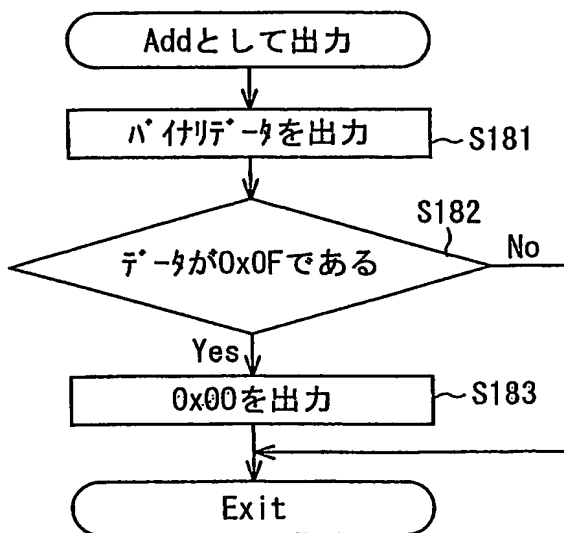 Addとして出力
ﾊﾞｲﾅﾘﾃﾞｰﾀを出力
S181
S182
ﾃﾞｰﾀが0x0Fである
No
Yes
0x00を出力
S183
Exit